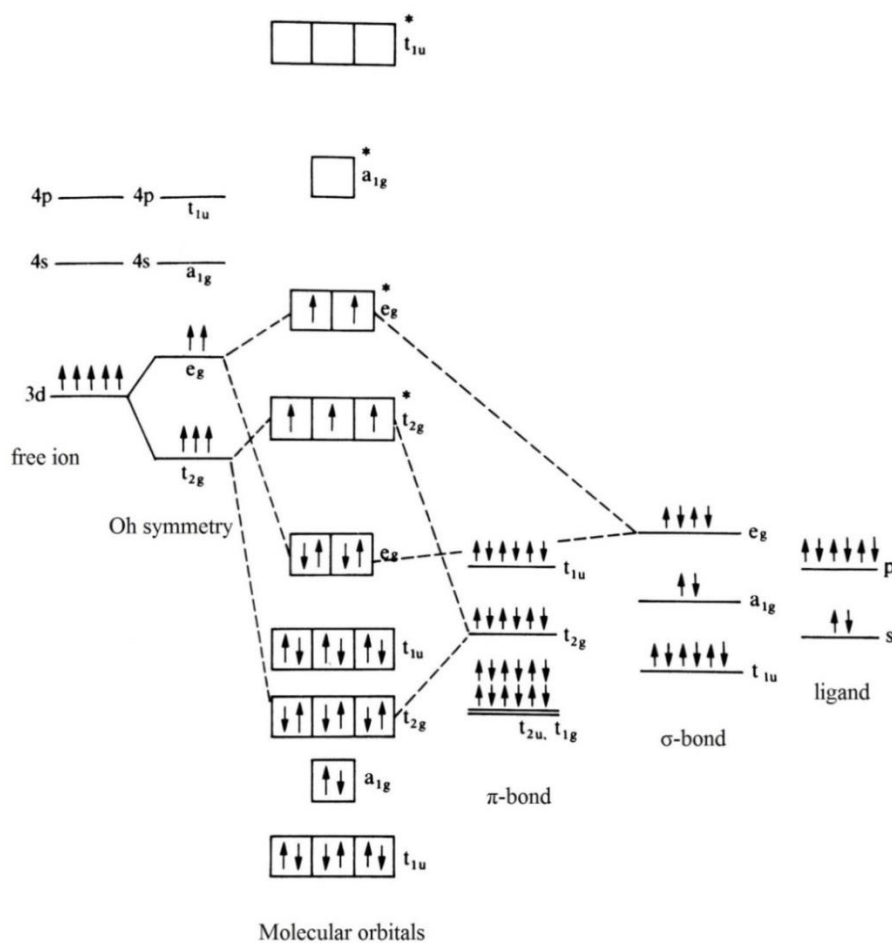 *
t1u
*
a1g
4p 4p t1u
4s 4s a1g
*
eg
eg
3d
*
t2g
free ion
t2g
Oh symmetry
eg
t1u
eg
p
t1u
t2g
a1g
s
t2g
t1u
t2u, t1g
ligand
σ-bond
a1g
π-bond
t1u
Molecular orbitals